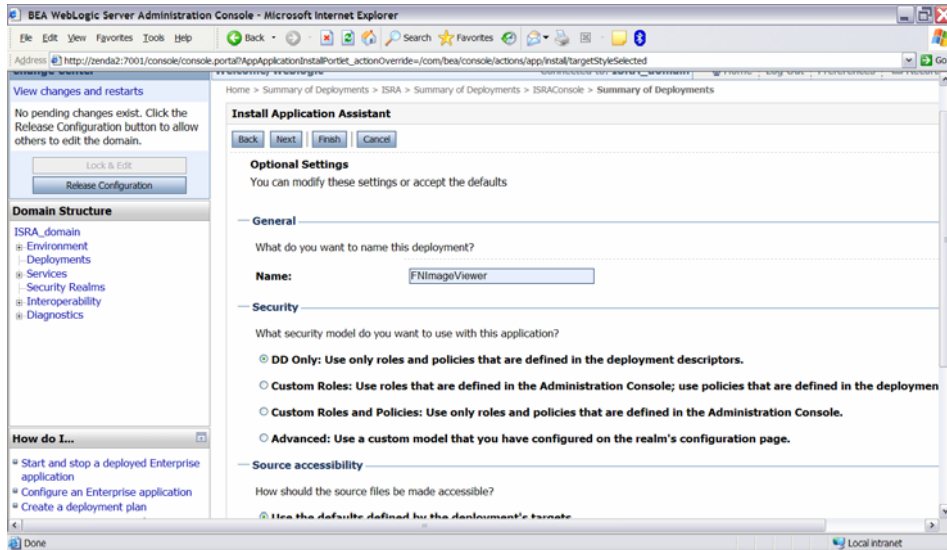 BEA WebLogic Server Administration Console - Microsoft Internet Explorer
File Edit View Favorites Tools Help
Back Search Favorites
Address http://zenda2:7001/console/console.portal?AppApplicationInstallPortlet_actionOverride=/com/bea/console/actions/app/install/targetStyleSelected Go
View changes and restarts
No pending changes exist. Click the
Release Configuration button to allow
others to edit the domain.
Lock & Edit
Release Configuration
Domain Structure
ISRA_domain
Environment
Deployments
Services
Security Realms
Interoperability
Diagnostics
How do I...
Start and stop a deployed Enterprise
application
Configure an Enterprise application
Create a deployment plan
Home > Summary of Deployments > ISRA > Summary of Deployments > ISRAConsole > Summary of Deployments
Install Application Assistant
Back Next Finish Cancel
Optional Settings
You can modify these settings or accept the defaults
General
What do you want to name this deployment?
Name: FNImageViewer
Security
What security model do you want to use with this application?
DD Only: Use only roles and policies that are defined in the deployment descriptors.
Custom Roles: Use roles that are defined in the Administration Console; use policies that are defined in the deploymen
Custom Roles and Policies: Use only roles and policies that are defined in the Administration Console.
Advanced: Use a custom model that you have configured on the realm's configuration page.
Source accessibility
How should the source files be made accessible?
Use the defaults defined by the deployment's targets
Done Local intranet